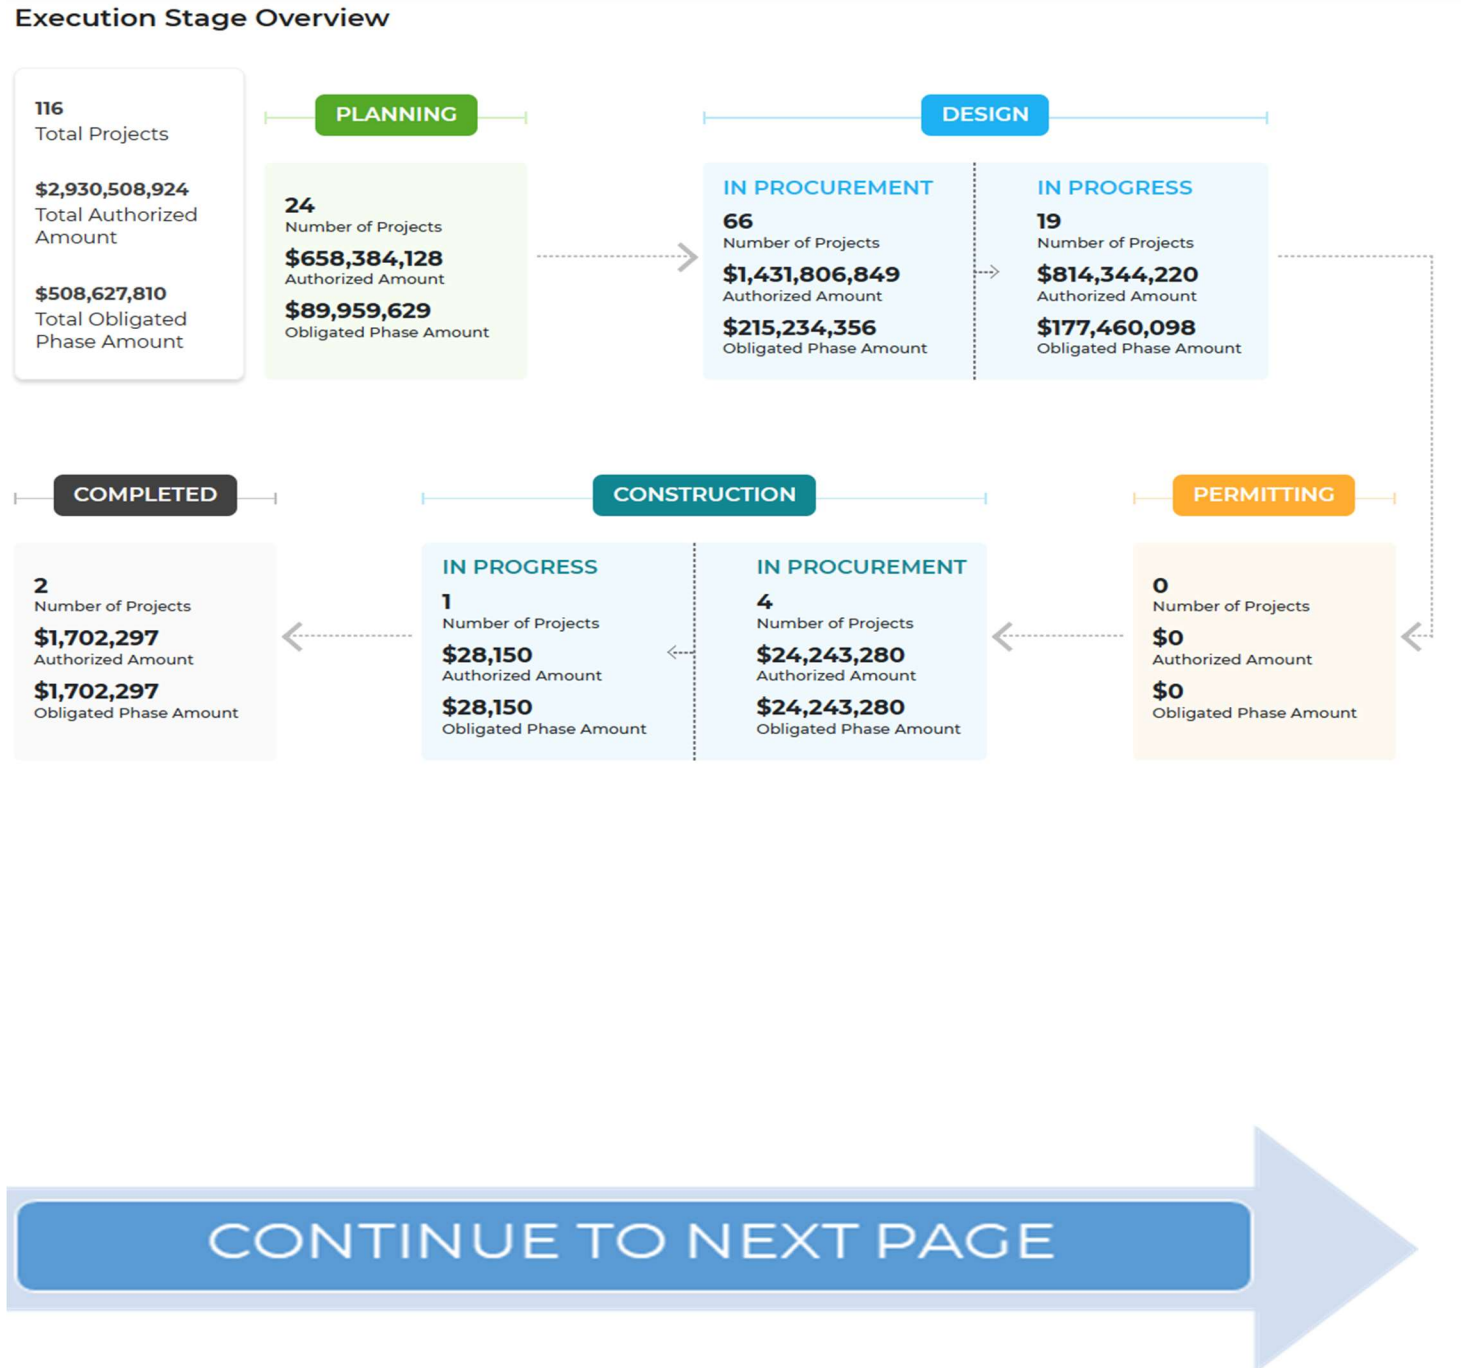 Execution Stage Overview
116
Total Projects
$2,930,508,924
Total Authorized
Amount
$508,627,810
Total Obligated
Phase Amount
PLANNING
24
Number of Projects
$658,384,128
Authorized Amount
$89,959,629
Obligated Phase Amount
DESIGN
IN PROCUREMENT
66
Number of Projects
$1,431,806,849
Authorized Amount
$215,234,356
Obligated Phase Amount
IN PROGRESS
19
Number of Projects
$814,344,220
Authorized Amount
$177,460,098
Obligated Phase Amount
COMPLETED
2
Number of Projects
$1,702,297
Authorized Amount
$1,702,297
Obligated Phase Amount
CONSTRUCTION
IN PROGRESS
1
Number of Projects
$28,150
Authorized Amount
$28,150
Obligated Phase Amount
IN PROCUREMENT
4
Number of Projects
$24,243,280
Authorized Amount
$24,243,280
Obligated Phase Amount
PERMITTING
0
Number of Projects
$0
Authorized Amount
$0
Obligated Phase Amount
CONTINUE TO NEXT PAGE